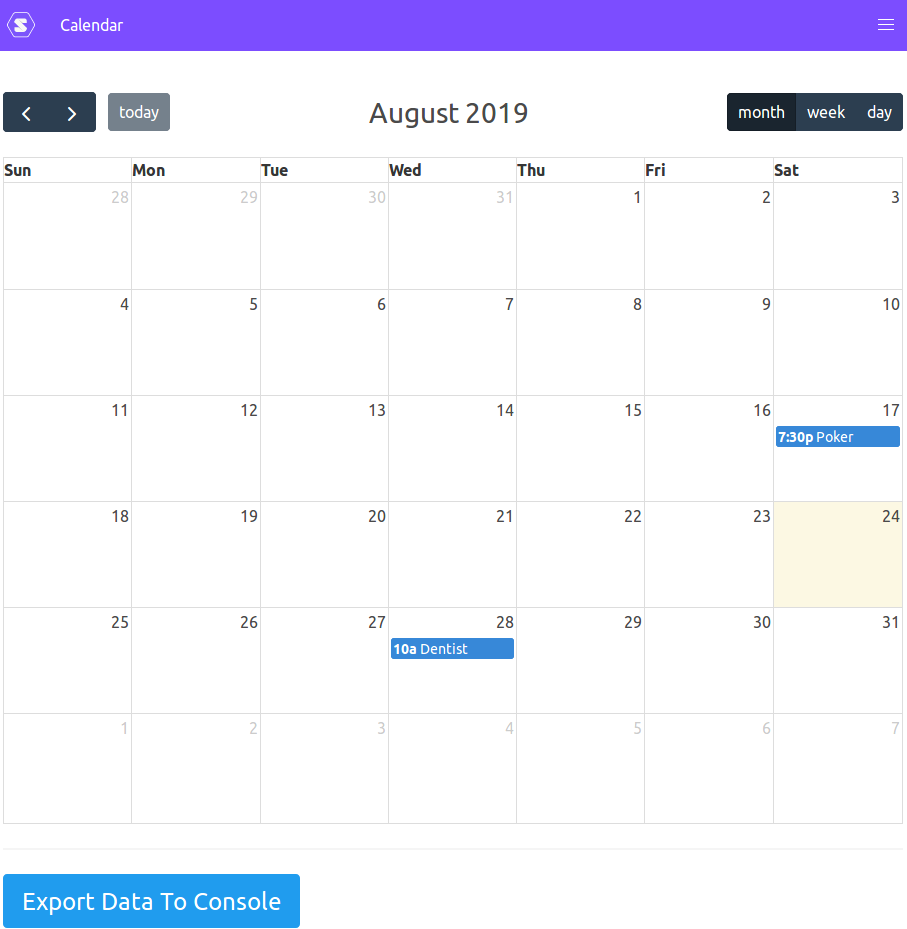 S Calendar
today August 2019 month week day
Sun Mon Tue Wed Thu Fri Sat
28 29 30 31 1 2 3
4 5 6 7 8 9 10
11 12 13 14 15 16 17
7:30p Poker
18 19 20 21 22 23 24
25 26 27 28 29 30 31
10a Dentist
1 2 3 4 5 6 7
Export Data To Console